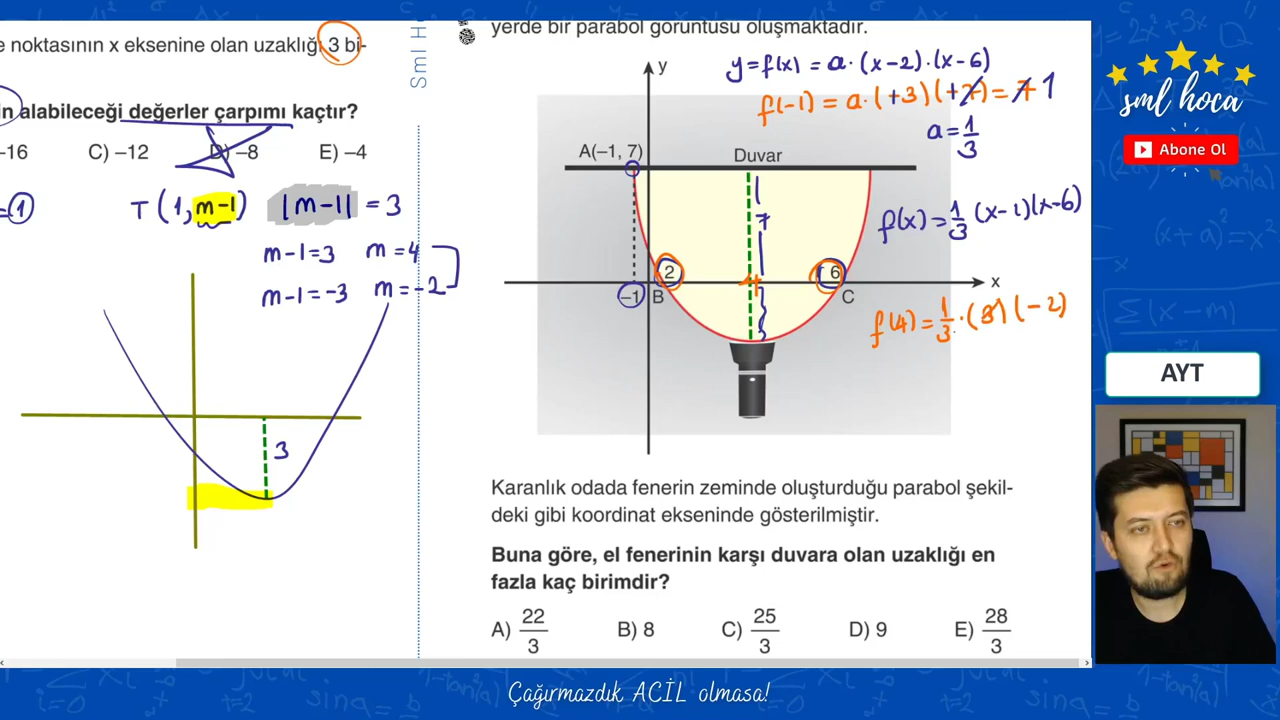 e noktasının x eksenine olan uzaklığı 3 bi-
in alabileceği değerler çarpımı kaçtır?
-16 C) -12 D) -8 E) -4
=1 T(1, m-1) |m-1| = 3
m-1=3 m=4
m-1=-3 m=-2
3
Sml H
yerde bir parabol görüntüsü oluşmaktadır.
y=f(x) = a·(x-2)·(x-6)
f(-1) = a·(+3)(+7) = 7 1
a = 1/3
y
A(-1, 7)
Duvar
7
f(x) = 1/3 (x-1)(x-6)
2
6
x
-1
B
4
C
f(4) = 1/3 · (3)(-2)
Karanlık odada fenerin zeminde oluşturduğu parabol şekil-
deki gibi koordinat ekseninde gösterilmiştir.
Buna göre, el fenerinin karşı duvara olan uzaklığı en
fazla kaç birimdir?
A) 22/3 B) 8 C) 25/3 D) 9 E) 28/3
sml hoca
Abone Ol
AYT
Çağırmazdık ACİL olmasa!